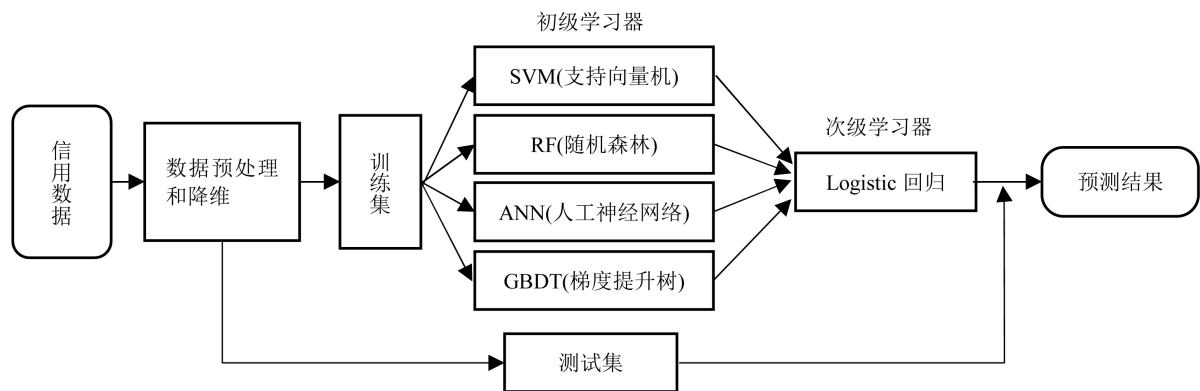 初级学习器
信用数据
数据预处理
和降维
训练集
SVM(支持向量机)
RF(随机森林)
ANN(人工神经网络)
GBDT(梯度提升树)
次级学习器
Logistic 回归
预测结果
测试集